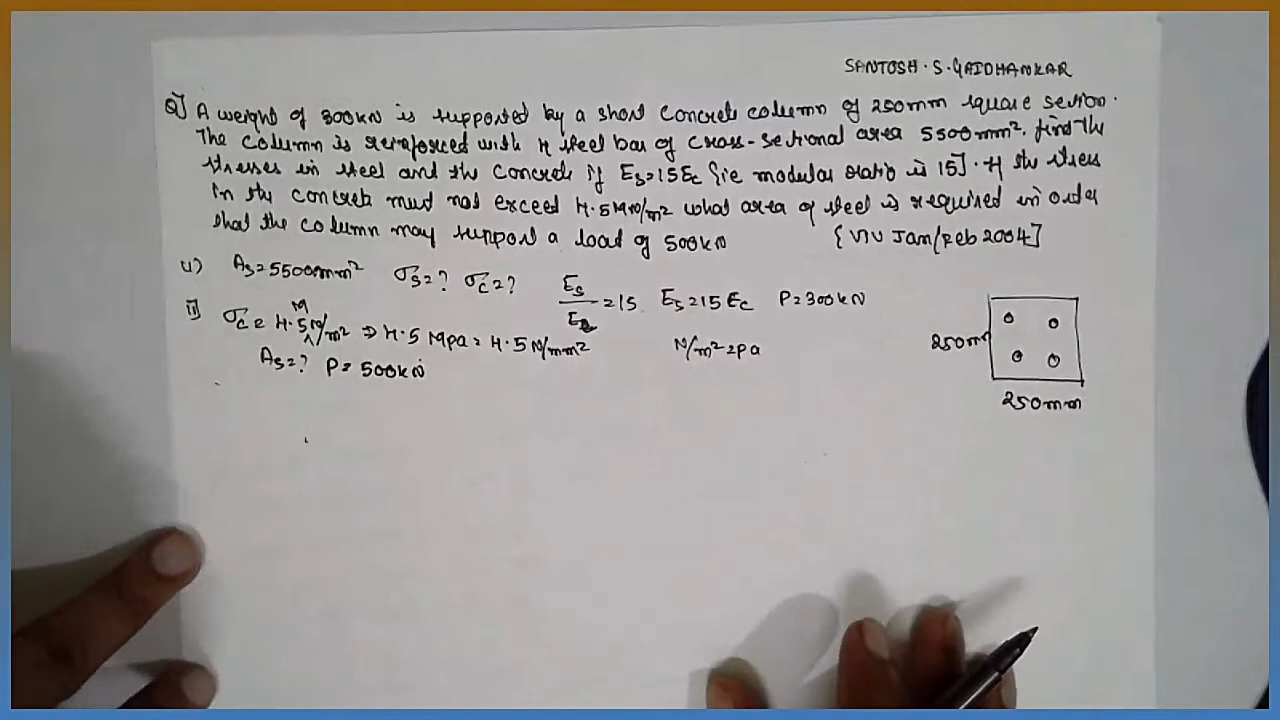 SANTOSH.S.GAIDHANKAR
Q] A weight of 300kN is supported by a short concrete column of 250mm square section.
The column is reinforced with 4 steel bar of cross-sectional area 5500mm². find the
stresses in steel and the concrete if Es=15Ec {ie modular ratio is 15]. If the stress
in the concrete must not exceed 4.5MN/m² what area of steel is required in order
that the column may support a load of 500kN {VTU Jan/Feb 2004]
i) As=5500mm² σs=? σc=? Es/Ec=15 Es=15Ec P=300kN
ii] σc= 4.5MN/m² ⇒ 4.5 Mpa= 4.5N/mm² N/m²=pa
As=? P= 500kN
250mm
250mm